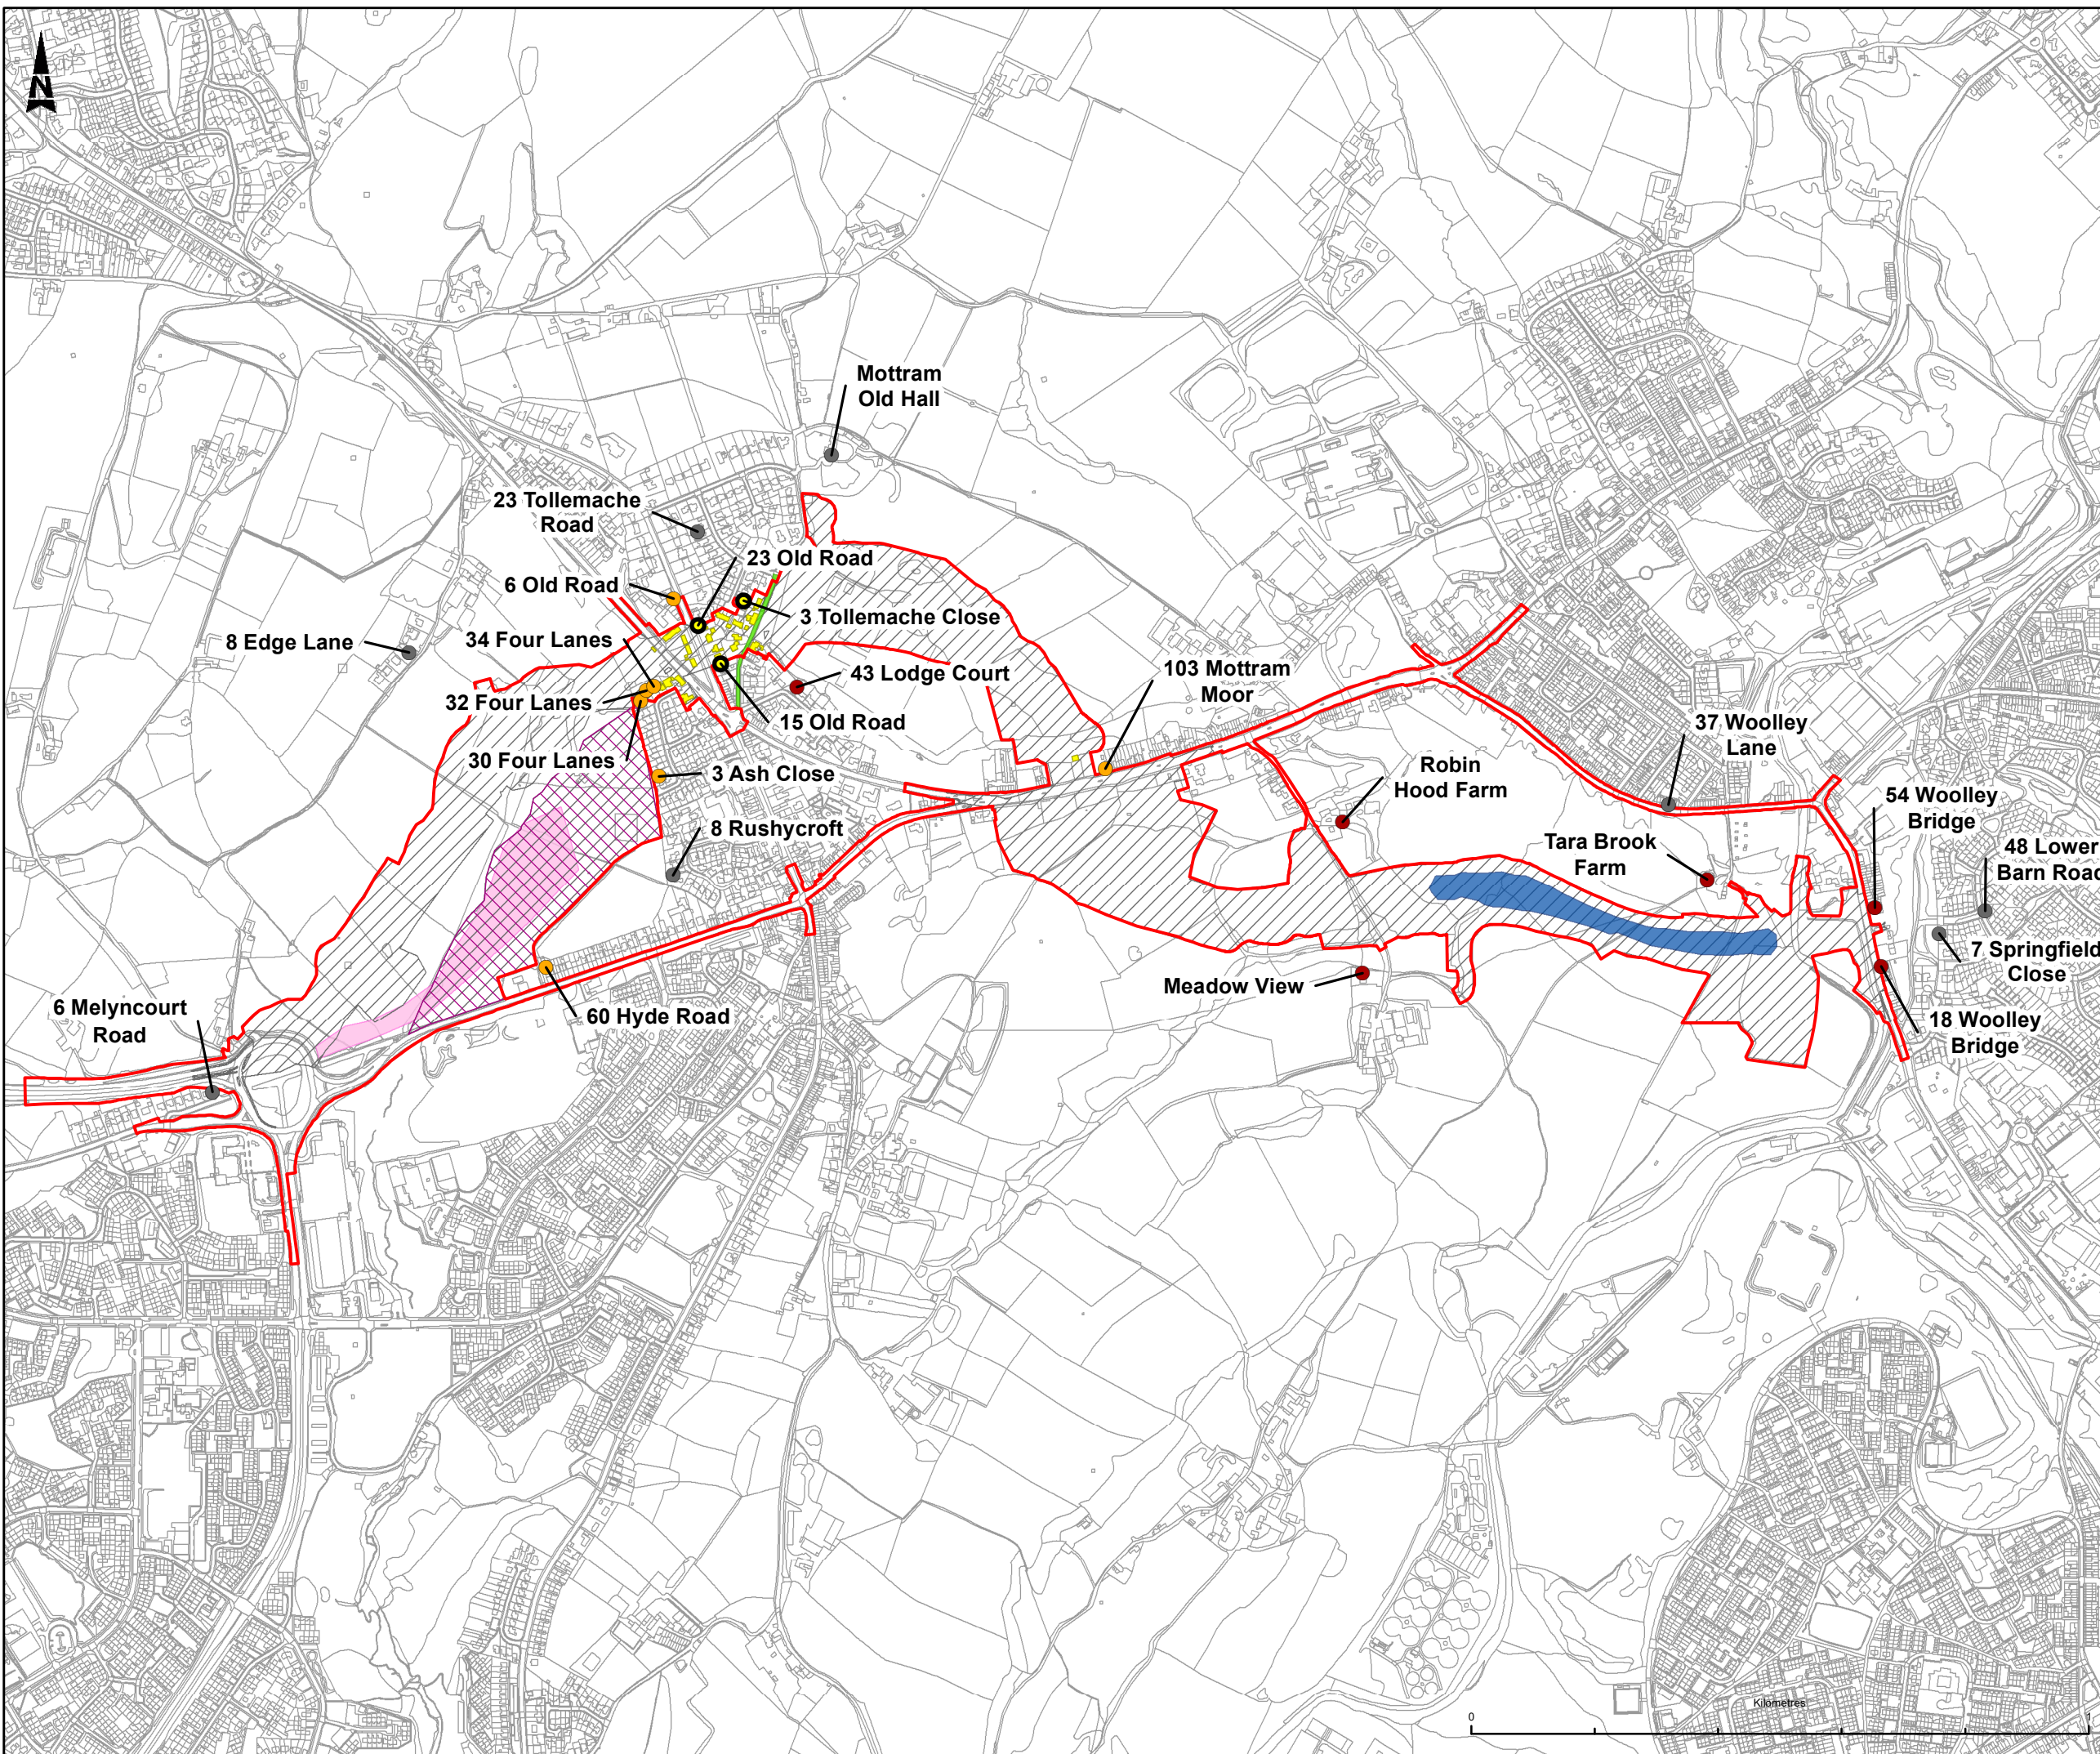 N
Mottram
Old Hall
23 Tollemache
Road
23 Old Road
6 Old Road
3 Tollemache Close
34 Four Lanes
8 Edge Lane
43 Lodge Court
103 Mottram
Moor
32 Four Lanes
15 Old Road
37 Woolley
Lane
30 Four Lanes
3 Ash Close
Robin
Hood Farm
54 Woolley
Bridge
8 Rushycroft
Tara Brook
Farm
48 Lower
Barn Road
7 Springfield
Close
Meadow View
6 Melyncourt
Road
60 Hyde Road
18 Woolley
Bridge
Kilometres
0
1